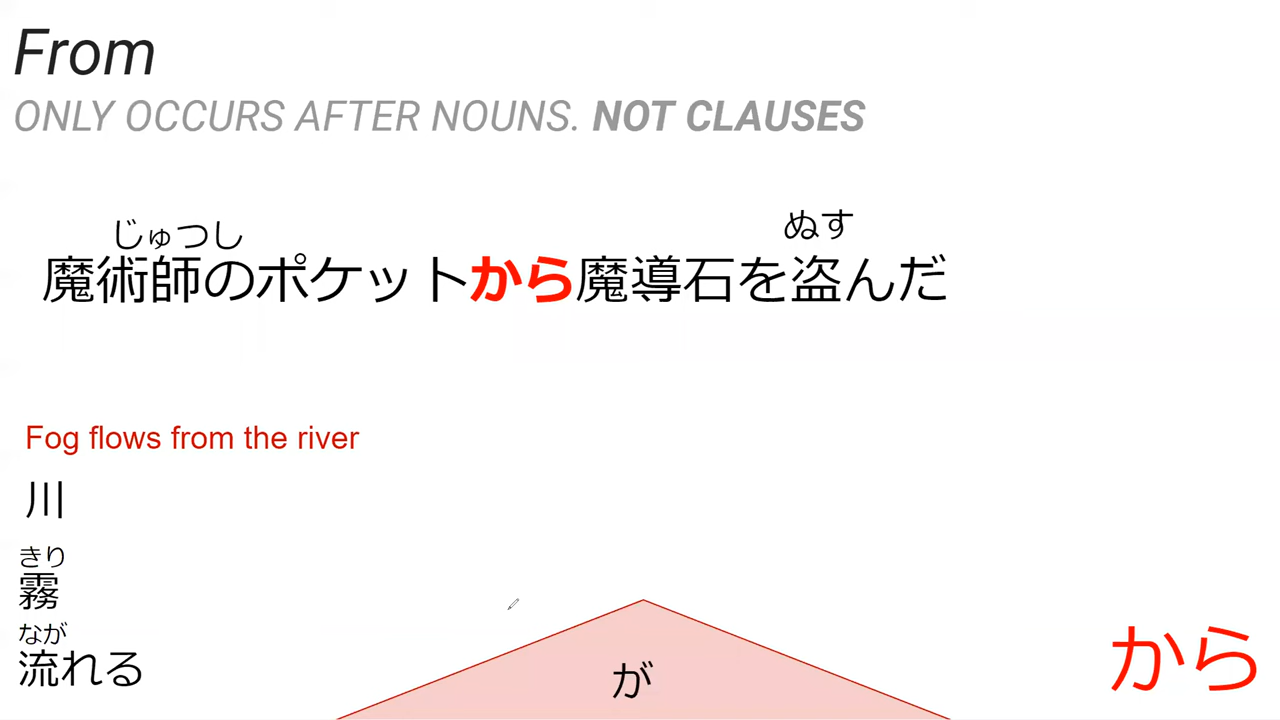 From
ONLY OCCURS AFTER NOUNS. NOT CLAUSES
じゅつし ぬす
魔術師のポケットから魔導石を盗んだ
Fog flows from the river
川
きり
霧
なが
流れる
が
から